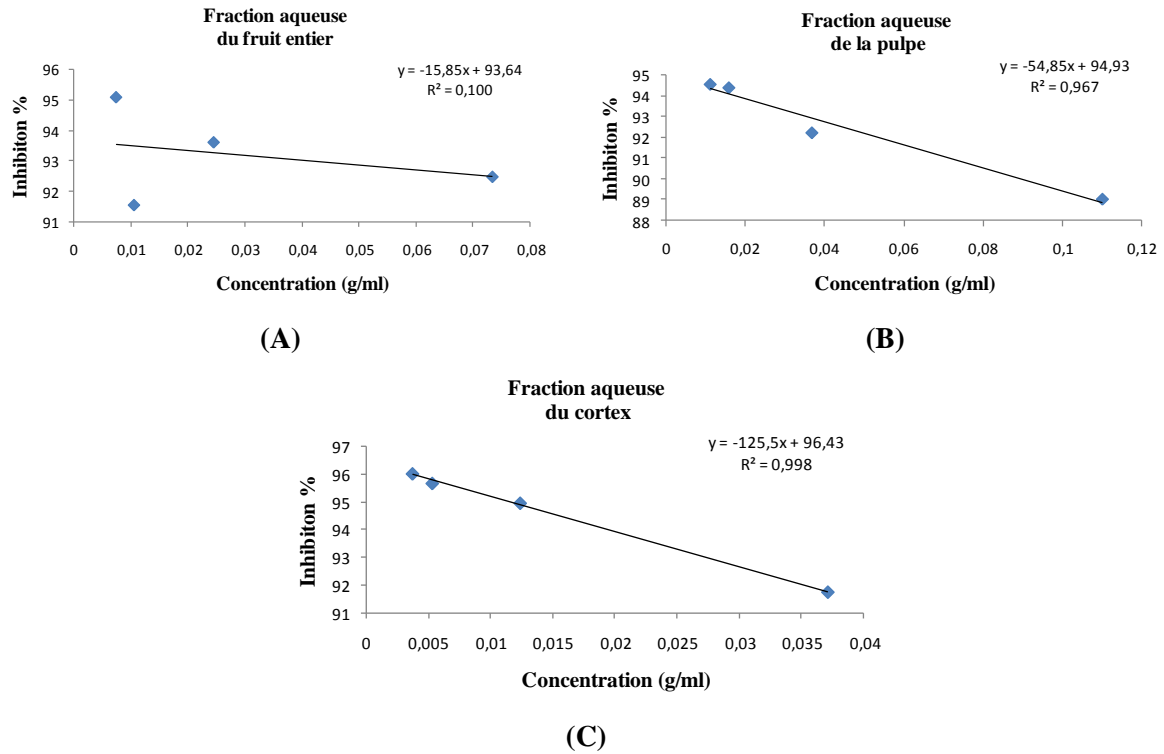 Fraction aqueuse
du fruit entier
y = -15,85x + 93,64
R² = 0,100
96
95
94
93
92
91
Inhibiton %
0
0,01
0,02
0,03
0,04
0,05
0,06
0,07
0,08
Concentration (g/ml)
(A)
Fraction aqueuse
de la pulpe
y = -54,85x + 94,93
R² = 0,967
95
94
93
92
91
90
89
88
Inhibiton %
0
0,02
0,04
0,06
0,08
0,1
0,12
Concentration (g/ml)
(B)
Fraction aqueuse
du cortex
y = -125,5x + 96,43
R² = 0,998
97
96
95
94
93
92
91
Inhibiton %
0
0,005
0,01
0,015
0,02
0,025
0,03
0,035
0,04
Concentration (g/ml)
(C)